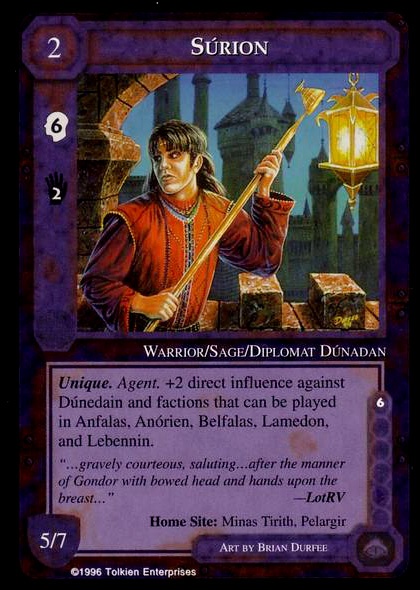 2
SÚRION
6
2
WARRIOR/SAGE/DIPLOMAT DÚNADAN
Unique. Agent. +2 direct influence against
Dúnedain and factions that can be played
in Anfalas, Anórien, Belfalas, Lamedon,
and Lebennin.
6
“…gravely courteous, saluting…after the manner
of Gondor with bowed head and hands upon the
breast…” —LotRV
Home Site: Minas Tirith, Pelargir
5/7
ART BY BRIAN DURFEE
©1996 Tolkien Enterprises